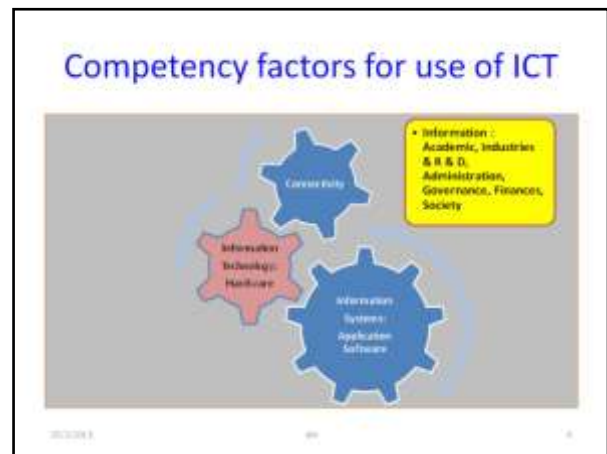 Competency factors for use of ICT
Connectivity
• Information :
Academic, Industries
& R & D,
Administration,
Governance, Finances,
Society
Information
Technology:
Hardware
Information
Systems:
Application
Software